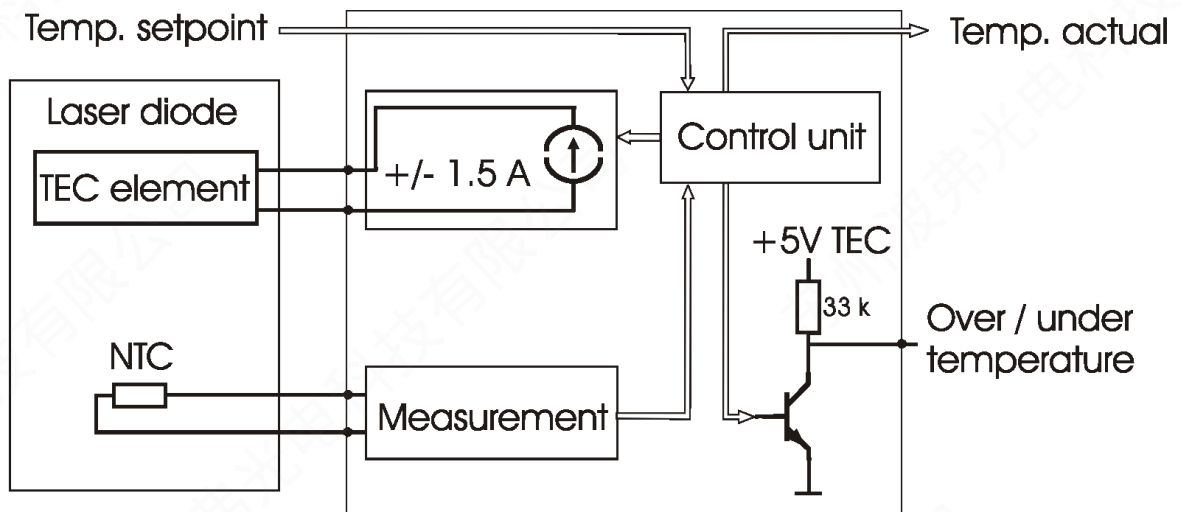 Temp. setpoint
Temp. actual
Laser diode
TEC element
+/- 1.5 A
Control unit
+5V TEC
33 k
Over / under
temperature
NTC
Measurement